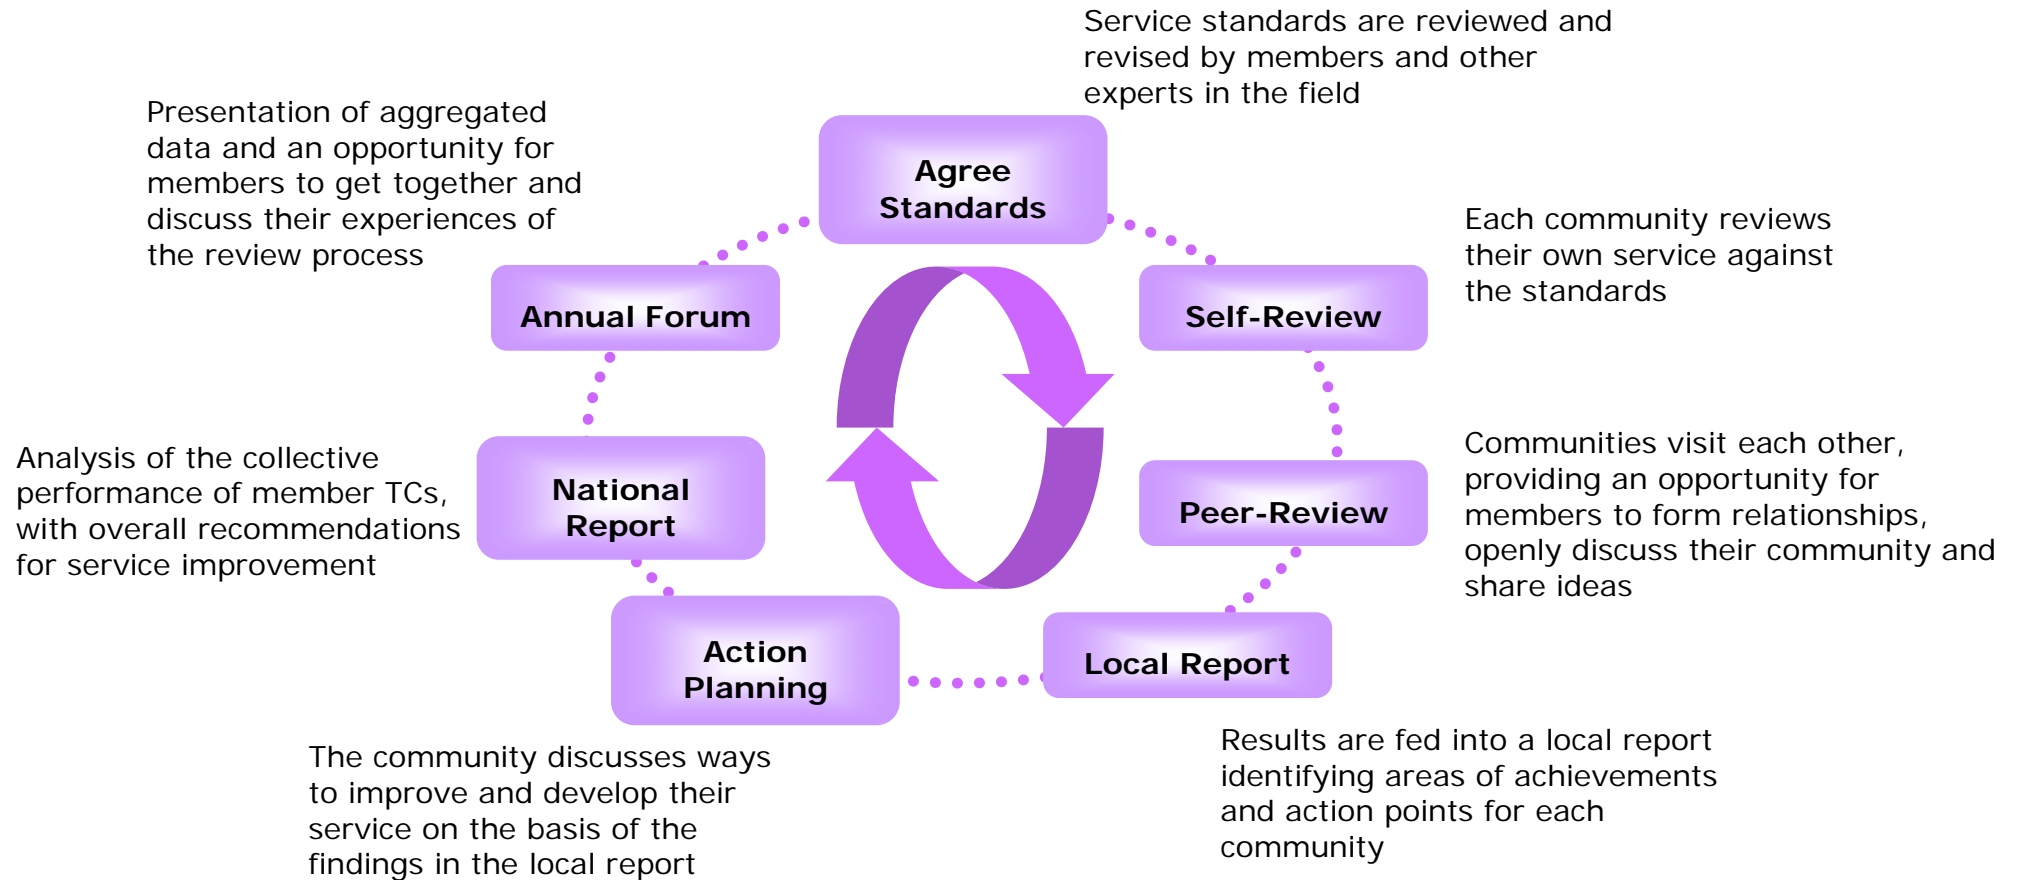 Service standards are reviewed and
revised by members and other
experts in the field
Agree
Standards
Each community reviews
their own service against
the standards
Self-Review
Communities visit each other,
providing an opportunity for
members to form relationships,
openly discuss their community and
share ideas
Peer-Review
Local Report
Results are fed into a local report
identifying areas of achievements
and action points for each
community
Action
Planning
The community discusses ways
to improve and develop their
service on the basis of the
findings in the local report
National
Report
Analysis of the collective
performance of member TCs,
with overall recommendations
for service improvement
Annual Forum
Presentation of aggregated
data and an opportunity for
members to get together and
discuss their experiences of
the review process